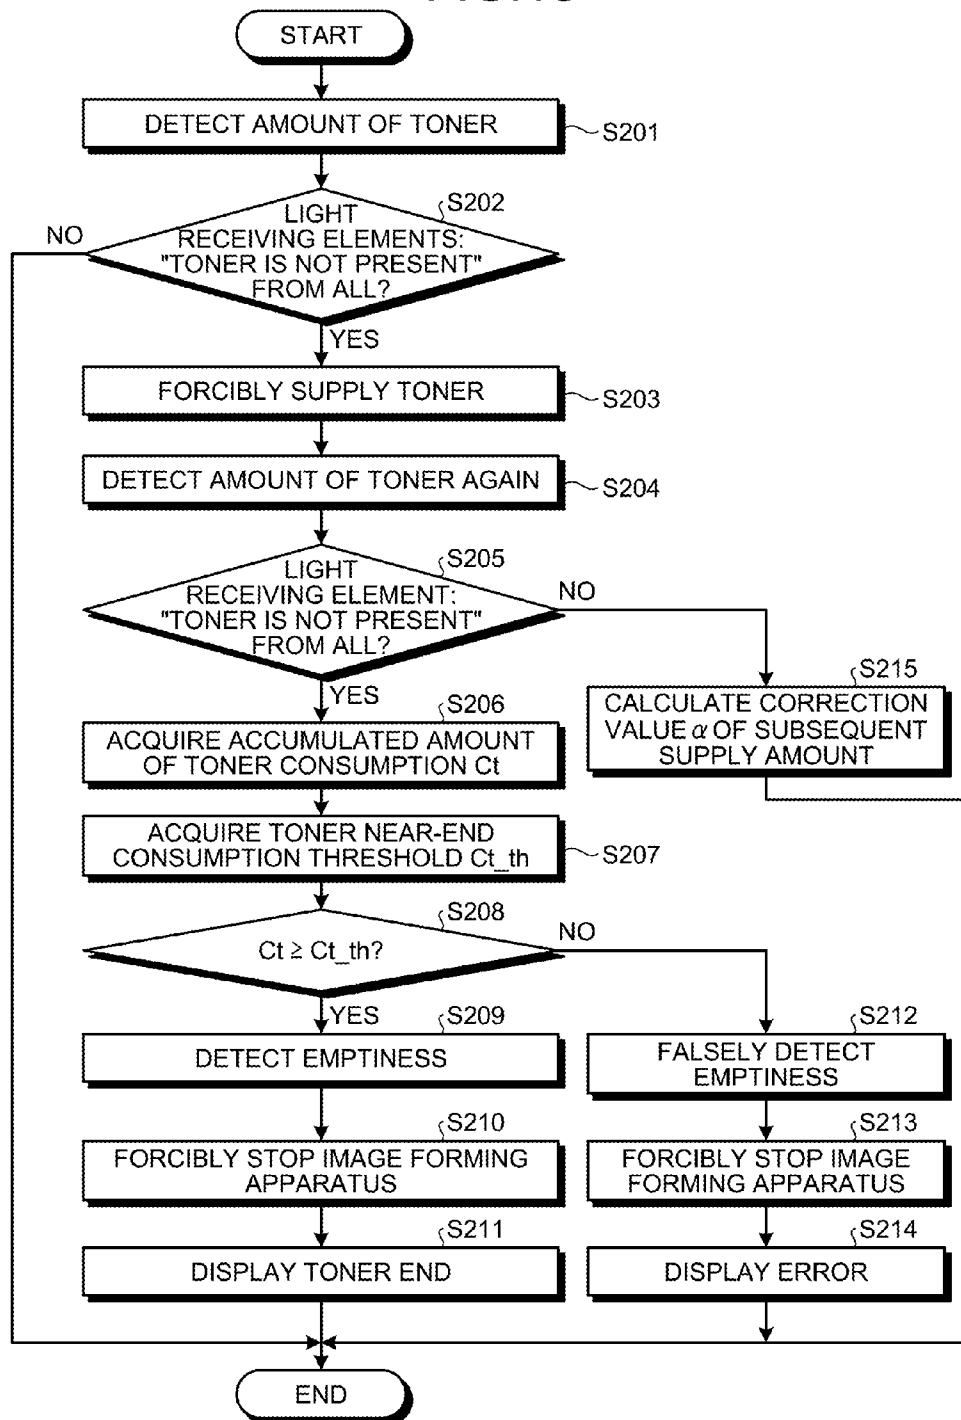 START
DETECT AMOUNT OF TONER
S201
S202
LIGHT
RECEIVING ELEMENTS:
"TONER IS NOT PRESENT"
FROM ALL?
NO
YES
FORCIBLY SUPPLY TONER
S203
DETECT AMOUNT OF TONER AGAIN
S204
S205
LIGHT
RECEIVING ELEMENT:
"TONER IS NOT PRESENT"
FROM ALL?
NO
YES
S215
CALCULATE CORRECTION
VALUE α OF SUBSEQUENT
SUPPLY AMOUNT
S206
ACQUIRE ACCUMULATED AMOUNT
OF TONER CONSUMPTION Ct
ACQUIRE TONER NEAR-END
CONSUMPTION THRESHOLD Ct_th
S207
S208
Ct ≥ Ct_th?
NO
YES
S209
DETECT EMPTINESS
S212
FALSELY DETECT
EMPTINESS
S210
FORCIBLY STOP IMAGE FORMING
APPARATUS
S213
FORCIBLY STOP IMAGE
FORMING APPARATUS
S211
DISPLAY TONER END
S214
DISPLAY ERROR
END